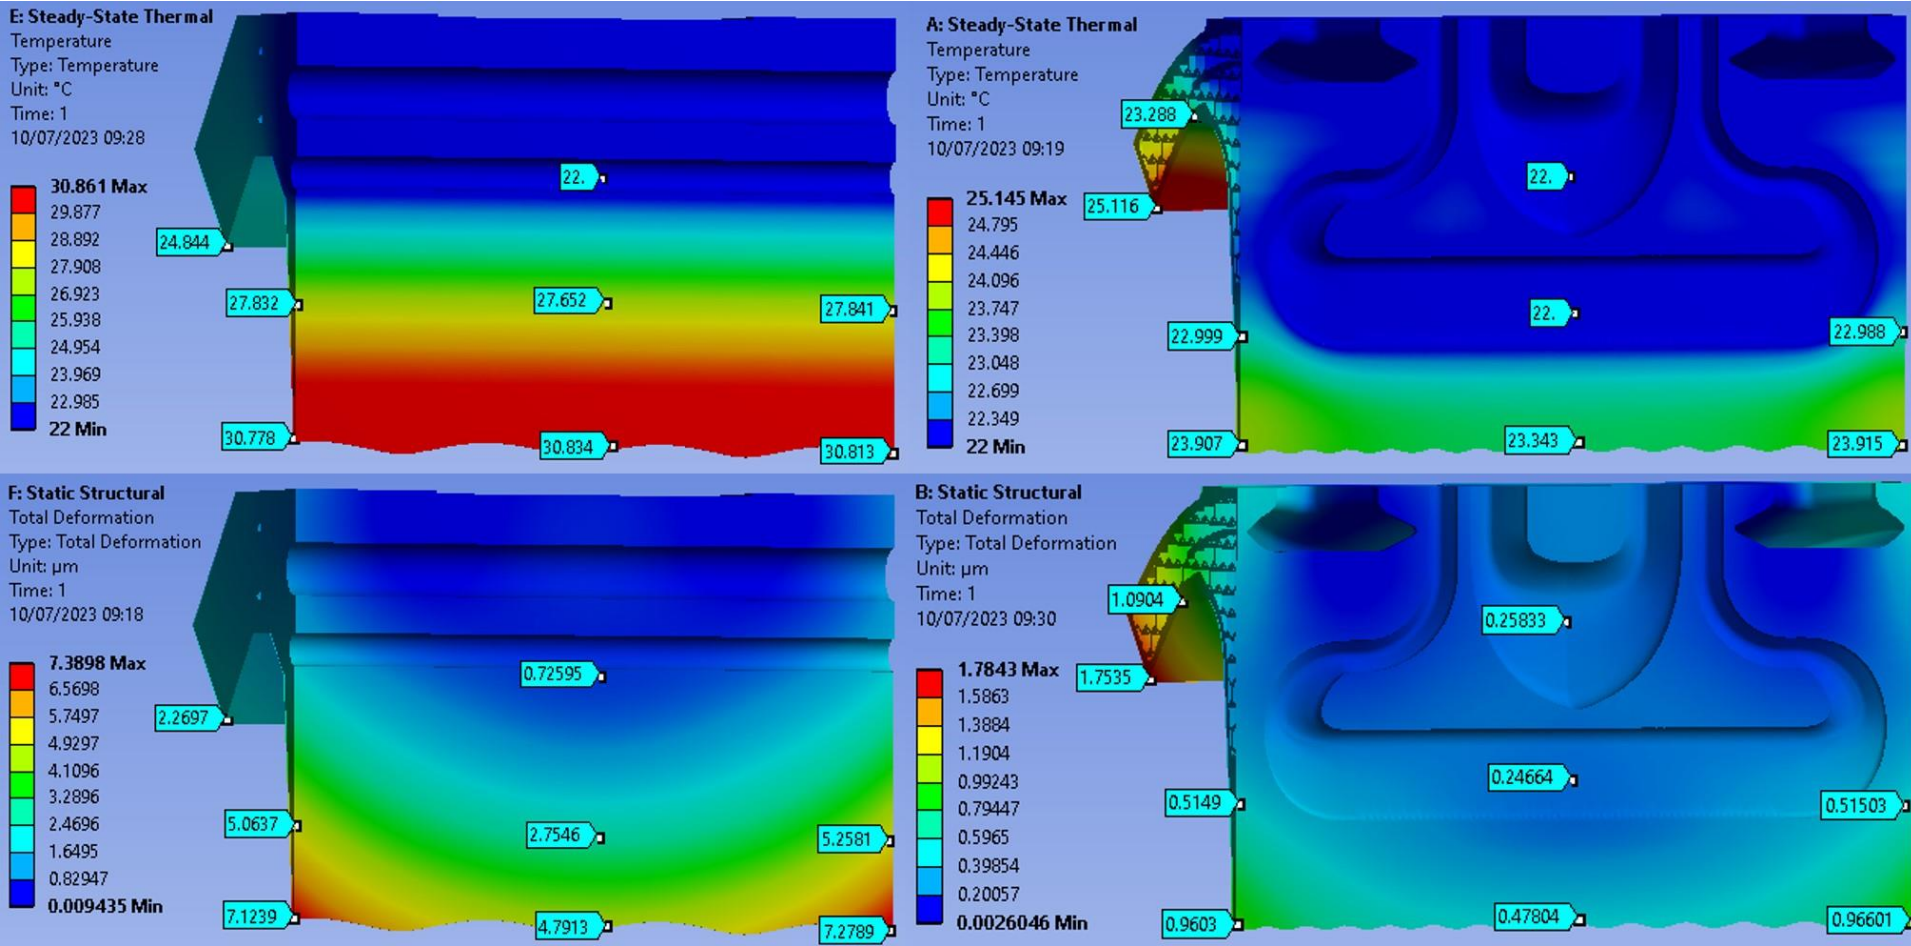 E: Steady-State Thermal
Temperature
Type: Temperature
Unit: °C
Time: 1
10/07/2023 09:28
30.861 Max
29.877
28.892
27.908
26.923
25.938
24.954
23.969
22.985
22 Min
22.
24.844
27.832
27.652
27.841
30.778
30.834
30.813
A: Steady-State Thermal
Temperature
Type: Temperature
Unit: °C
Time: 1
10/07/2023 09:19
25.145 Max
24.795
24.446
24.096
23.747
23.398
23.048
22.699
22.349
22 Min
23.288
25.116
22.
22.
22.999
22.988
23.907
23.343
23.915
F: Static Structural
Total Deformation
Type: Total Deformation
Unit: µm
Time: 1
10/07/2023 09:18
7.3898 Max
6.5698
5.7497
4.9297
4.1096
3.2896
2.4696
1.6495
0.82947
0.009435 Min
0.72595
2.2697
5.0637
2.7546
5.2581
7.1239
4.7913
7.2789
B: Static Structural
Total Deformation
Type: Total Deformation
Unit: µm
Time: 1
10/07/2023 09:30
1.7843 Max
1.5863
1.3884
1.1904
0.99243
0.79447
0.5965
0.39854
0.20057
0.0026046 Min
1.0904
1.7535
0.25833
0.24664
0.5149
0.51503
0.9603
0.47804
0.96601